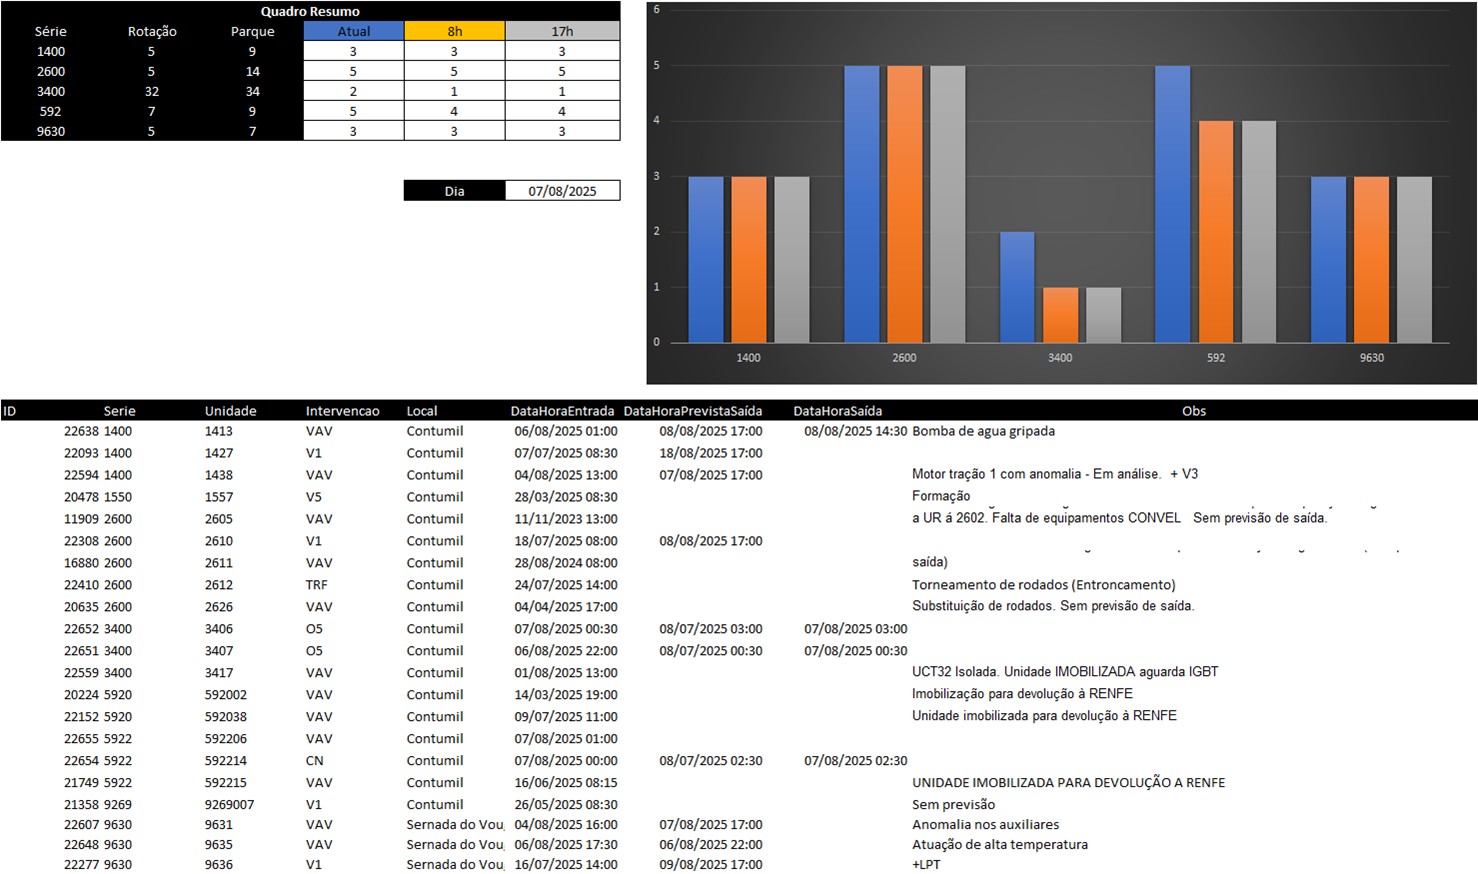 Quadro Resumo
Série Rotação Parque Atual 8h 17h
1400 5 9 3 3 3
2600 5 14 5 5 5
3400 32 34 2 1 1
592 7 9 5 4 4
9630 5 7 3 3 3
Dia 07/08/2025
6
5
4
3
2
1
0
1400 2600 3400 592 9630
ID Serie Unidade Intervencao Local DataHoraEntrada DataHoraPrevistaSaída DataHoraSaída Obs
22638 1400 1413 VAV Contumil 06/08/2025 01:00 08/08/2025 17:00 08/08/2025 14:30 Bomba de agua gripada
22093 1400 1427 V1 Contumil 07/07/2025 08:30 18/08/2025 17:00
22594 1400 1438 VAV Contumil 04/08/2025 13:00 07/08/2025 17:00 Motor tração 1 com anomalia - Em análise. + V3
20478 1550 1557 V5 Contumil 28/03/2025 08:30 Formação
11909 2600 2605 VAV Contumil 11/11/2023 13:00 a UR á 2602. Falta de equipamentos CONVEL Sem previsão de saída.
22308 2600 2610 V1 Contumil 18/07/2025 08:00 08/08/2025 17:00
16880 2600 2611 VAV Contumil 28/08/2024 08:00 saída)
22410 2600 2612 TRF Contumil 24/07/2025 14:00 Torneamento de rodados (Entroncamento)
20635 2600 2626 VAV Contumil 04/04/2025 17:00 Substituição de rodados. Sem previsão de saída.
22652 3400 3406 O5 Contumil 07/08/2025 00:30 08/07/2025 03:00 07/08/2025 03:00
22651 3400 3407 O5 Contumil 06/08/2025 22:00 08/07/2025 00:30 07/08/2025 00:30
22559 3400 3417 VAV Contumil 01/08/2025 13:00 UCT32 Isolada. Unidade IMOBILIZADA aguarda IGBT
20224 5920 592002 VAV Contumil 14/03/2025 19:00 Imobilização para devolução à RENFE
22152 5920 592038 VAV Contumil 09/07/2025 11:00 Unidade imobilizada para devolução à RENFE
22655 5922 592206 VAV Contumil 07/08/2025 01:00
22654 5922 592214 CN Contumil 07/08/2025 00:00 08/07/2025 02:30 07/08/2025 02:30
21749 5922 592215 VAV Contumil 16/06/2025 08:15 UNIDADE IMOBILIZADA PARA DEVOLUÇÃO A RENFE
21358 9269 9269007 V1 Contumil 26/05/2025 08:30 Sem previsão
22607 9630 9631 VAV Sernada do Vou 04/08/2025 16:00 07/08/2025 17:00 Anomalia nos auxiliares
22648 9630 9635 VAV Sernada do Vou 06/08/2025 17:30 06/08/2025 22:00 Atuação de alta temperatura
22277 9630 9636 V1 Sernada do Vou 16/07/2025 14:00 09/08/2025 17:00 +LPT